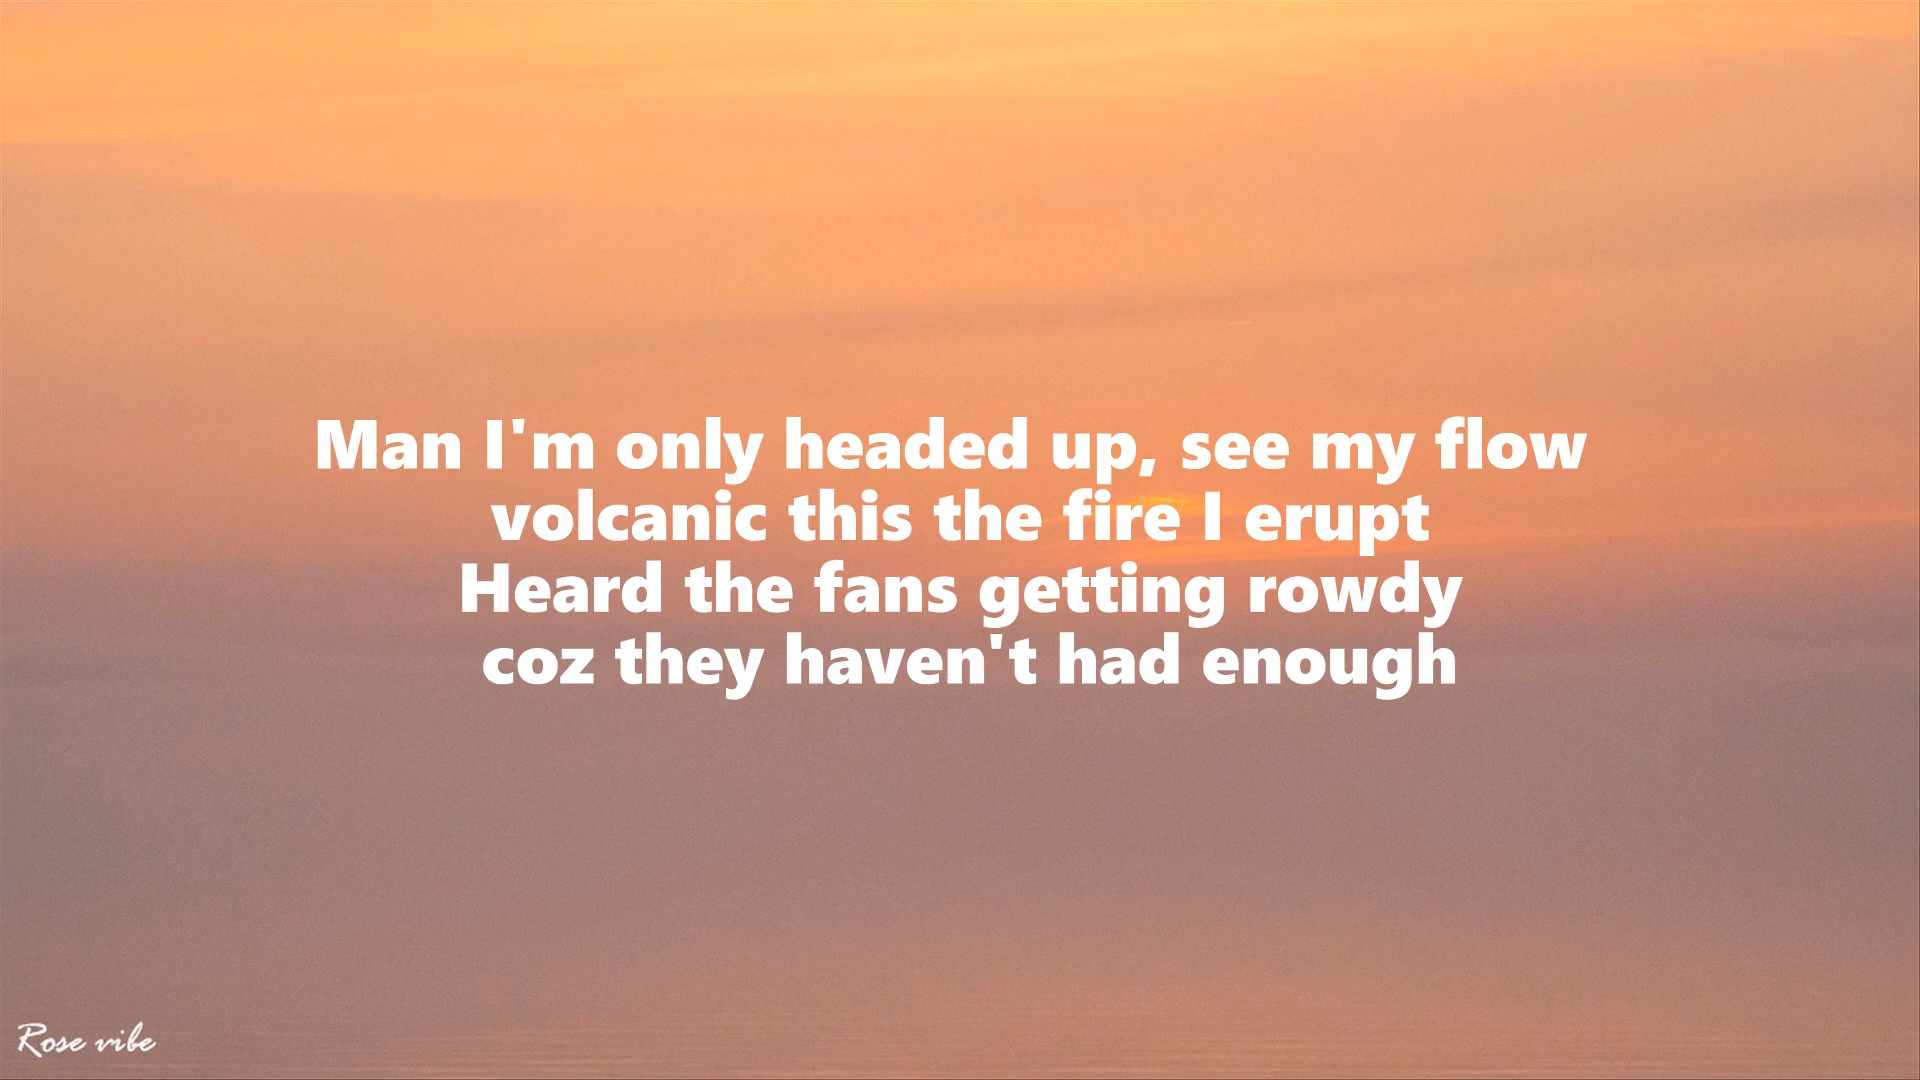 Man I'm only headed up, see my flow
volcanic this the fire I erupt
Heard the fans getting rowdy
coz they haven't had enough
Rose vibe